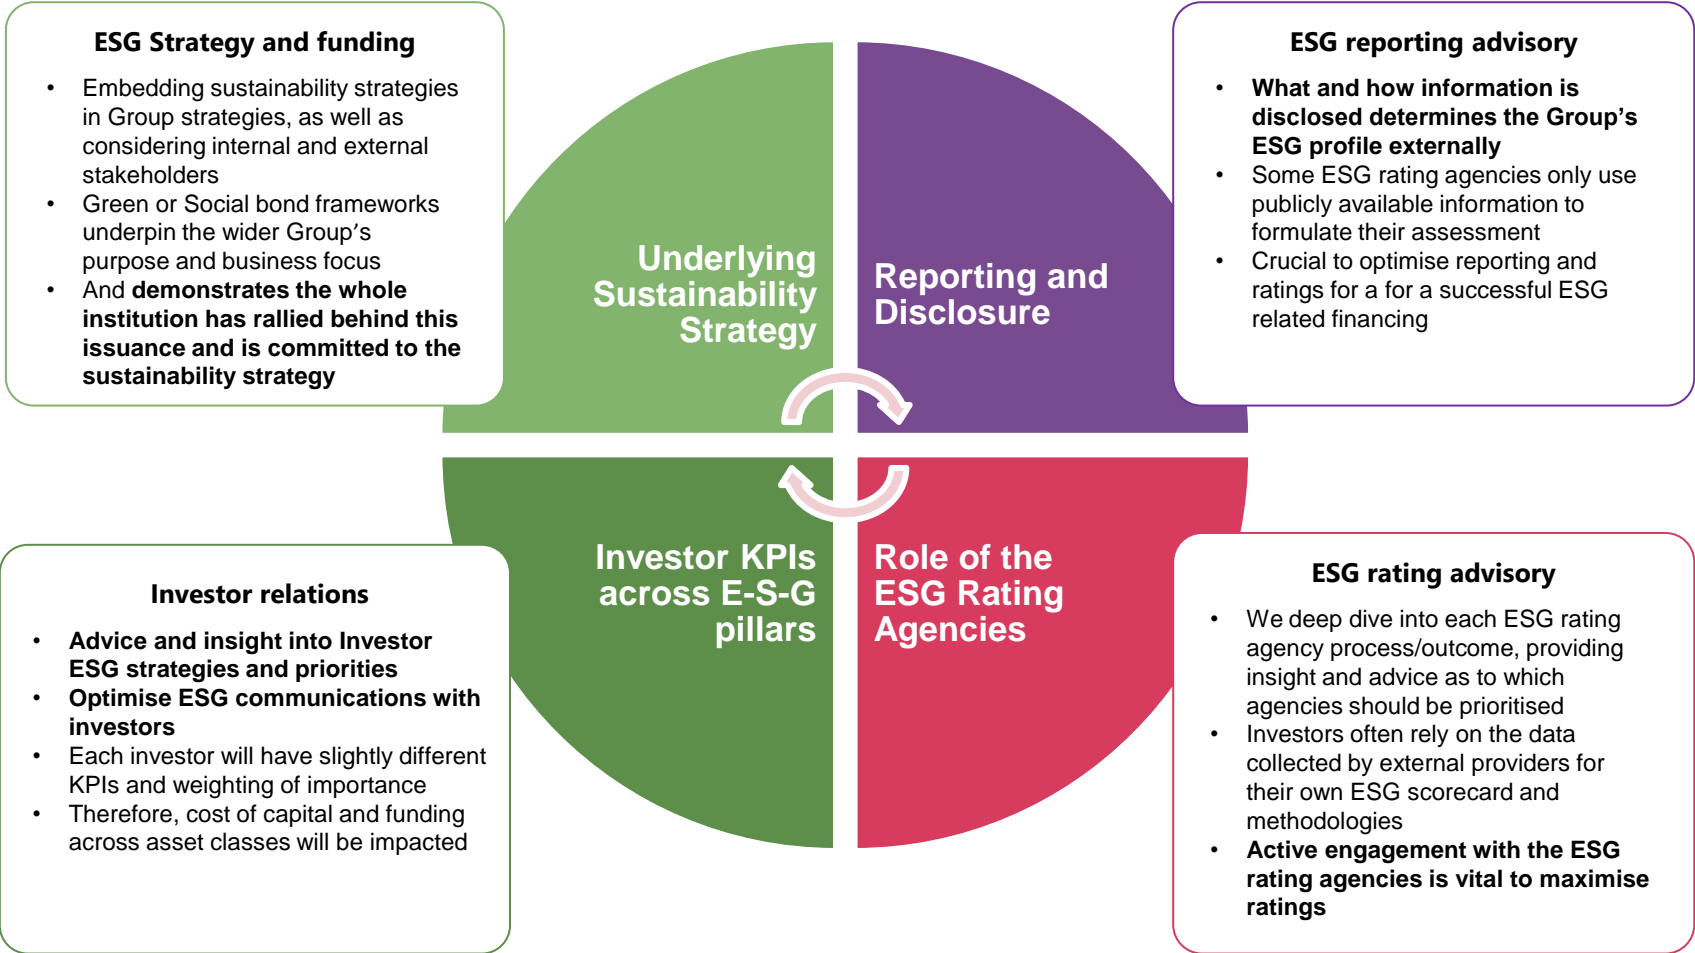 ESG Strategy and funding
• Embedding sustainability strategies
in Group strategies, as well as
considering internal and external
stakeholders
• Green or Social bond frameworks
underpin the wider Group’s
purpose and business focus
• And demonstrates the whole
institution has rallied behind this
issuance and is committed to the
sustainability strategy
Underlying
Sustainability
Strategy
Reporting and
Disclosure
ESG reporting advisory
• What and how information is
disclosed determines the Group’s
ESG profile externally
• Some ESG rating agencies only use
publicly available information to
formulate their assessment
• Crucial to optimise reporting and
ratings for a for a successful ESG
related financing
Investor relations
• Advice and insight into Investor
ESG strategies and priorities
• Optimise ESG communications with
investors
• Each investor will have slightly different
KPIs and weighting of importance
• Therefore, cost of capital and funding
across asset classes will be impacted
Investor KPIs
across E-S-G
pillars
Role of the
ESG Rating
Agencies
ESG rating advisory
• We deep dive into each ESG rating
agency process/outcome, providing
insight and advice as to which
agencies should be prioritised
• Investors often rely on the data
collected by external providers for
their own ESG scorecard and
methodologies
• Active engagement with the ESG
rating agencies is vital to maximise
ratings